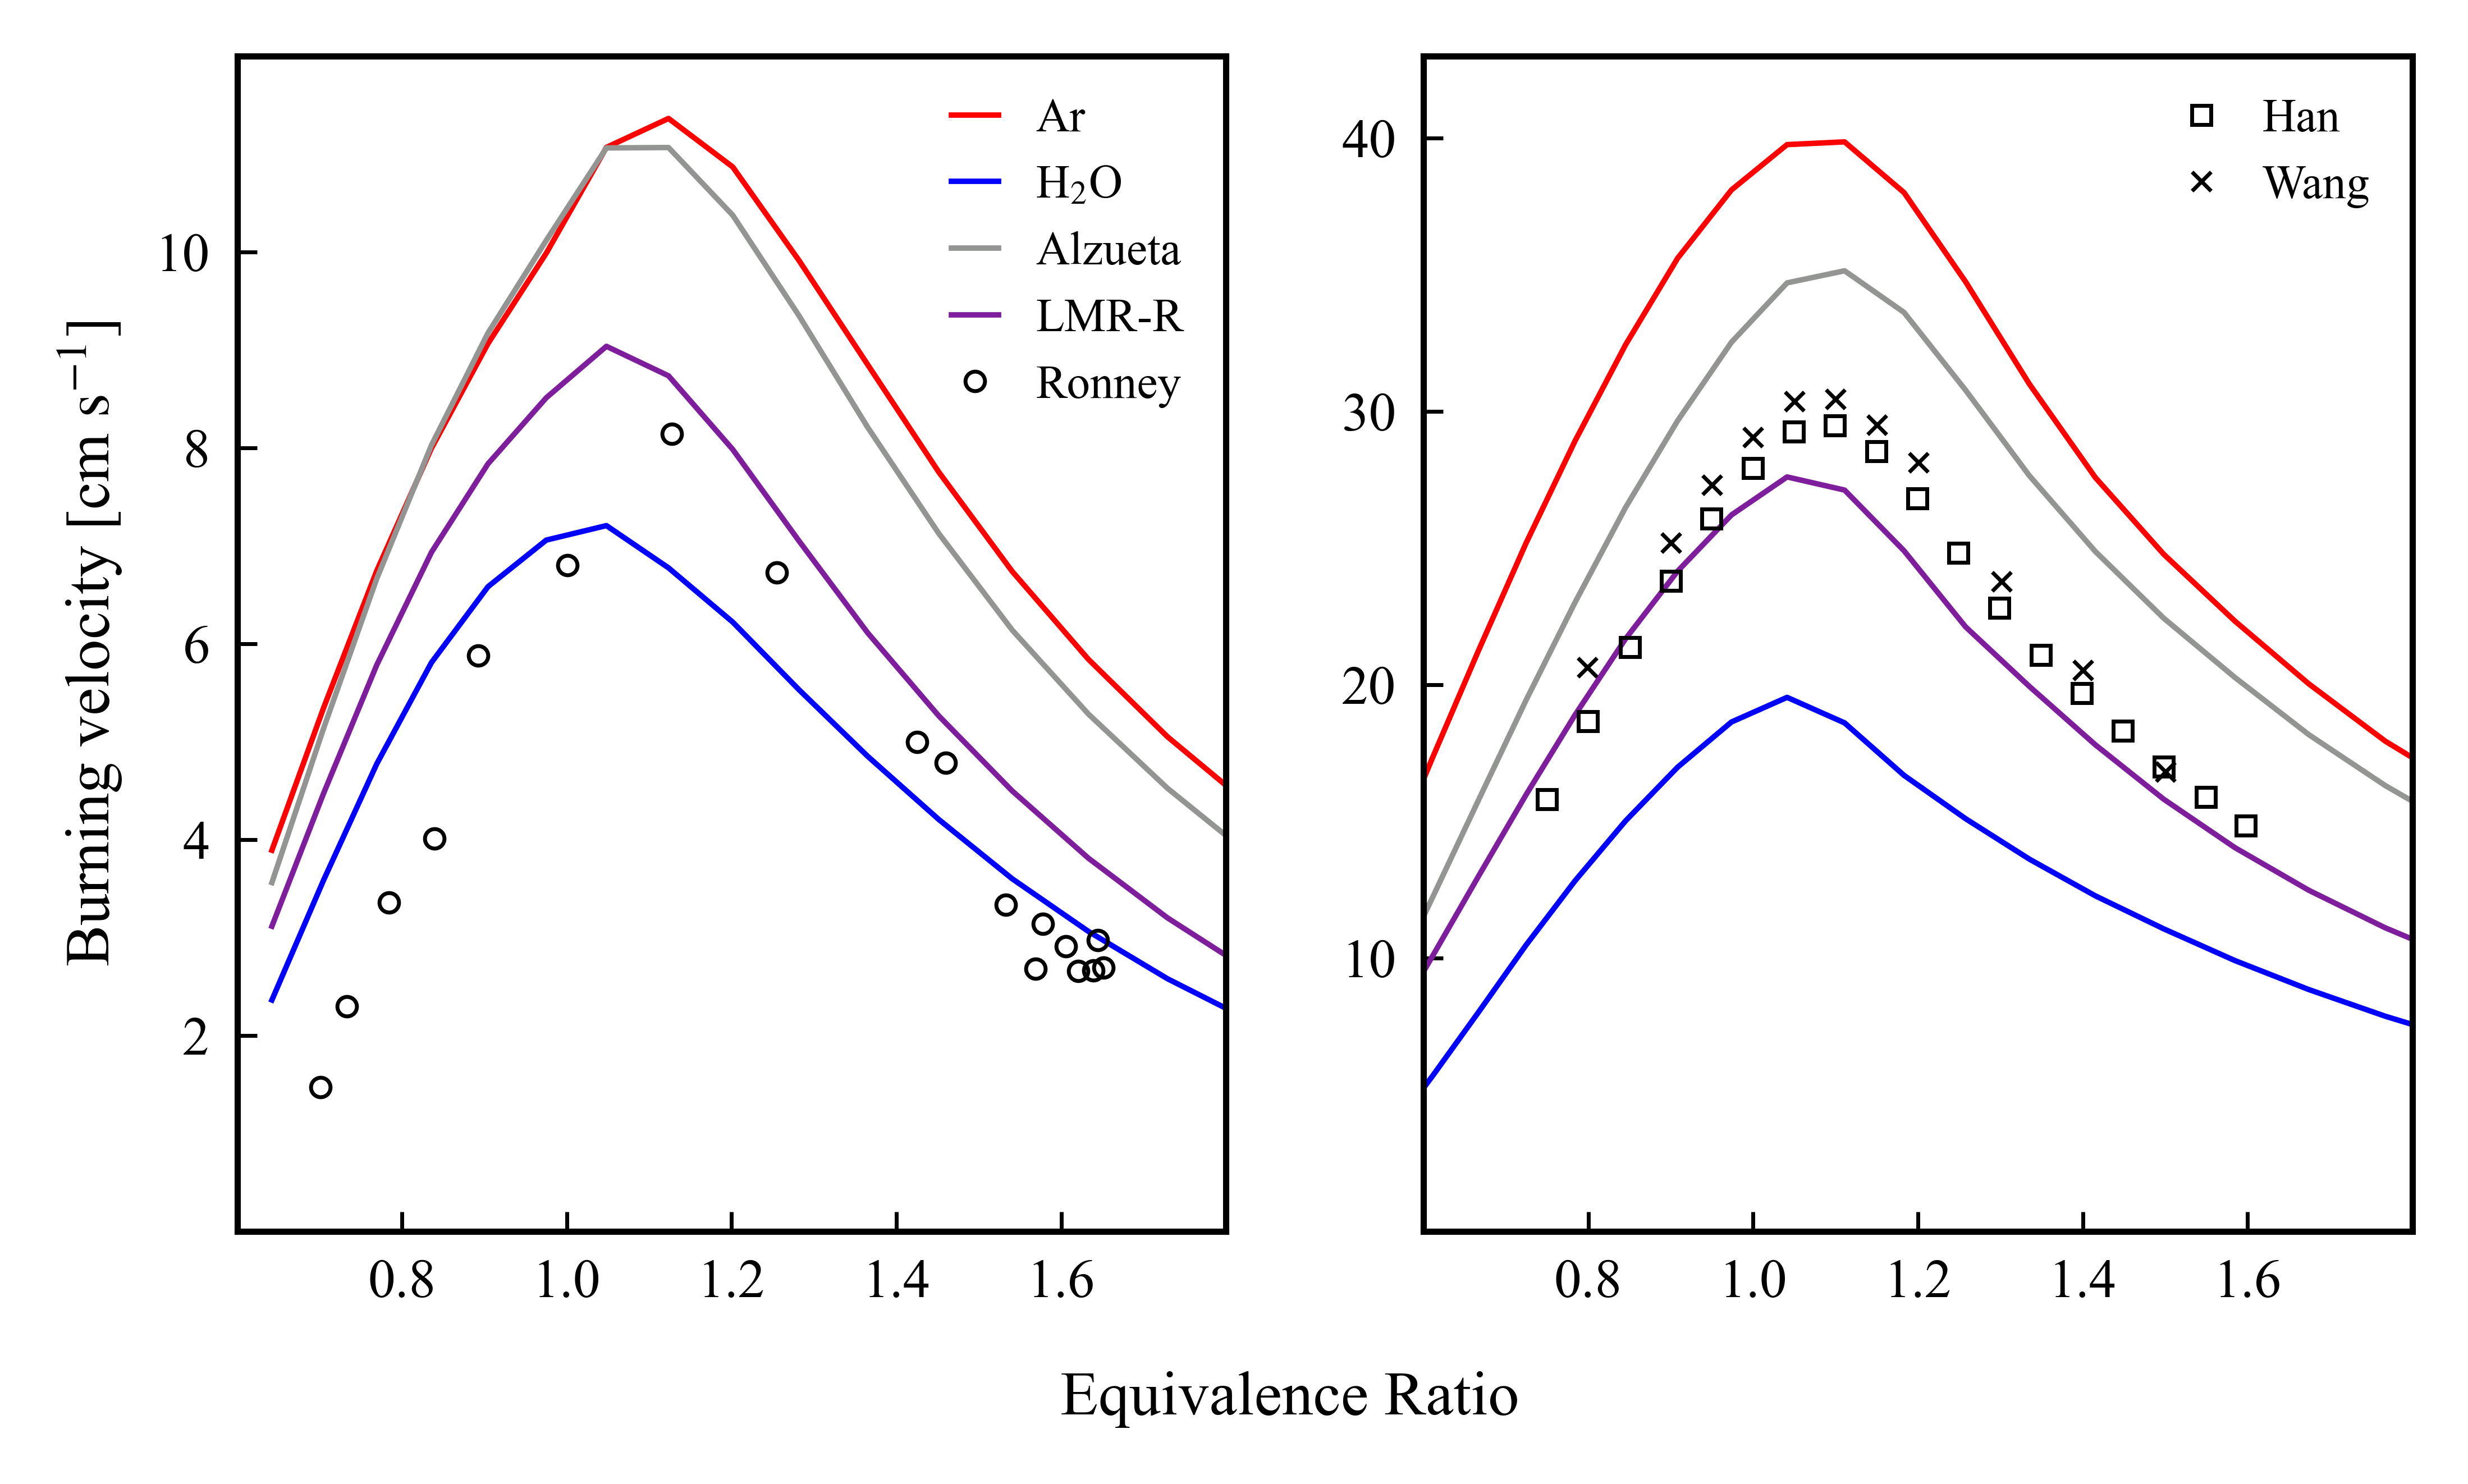 Burning velocity [cm s⁻¹]
10
8
6
4
2
0.8 1.0 1.2 1.4 1.6
Ar
H₂O
Alzueta
LMR-R
Ronney
40
30
20
10
0.8 1.0 1.2 1.4 1.6
Han
Wang
Equivalence Ratio